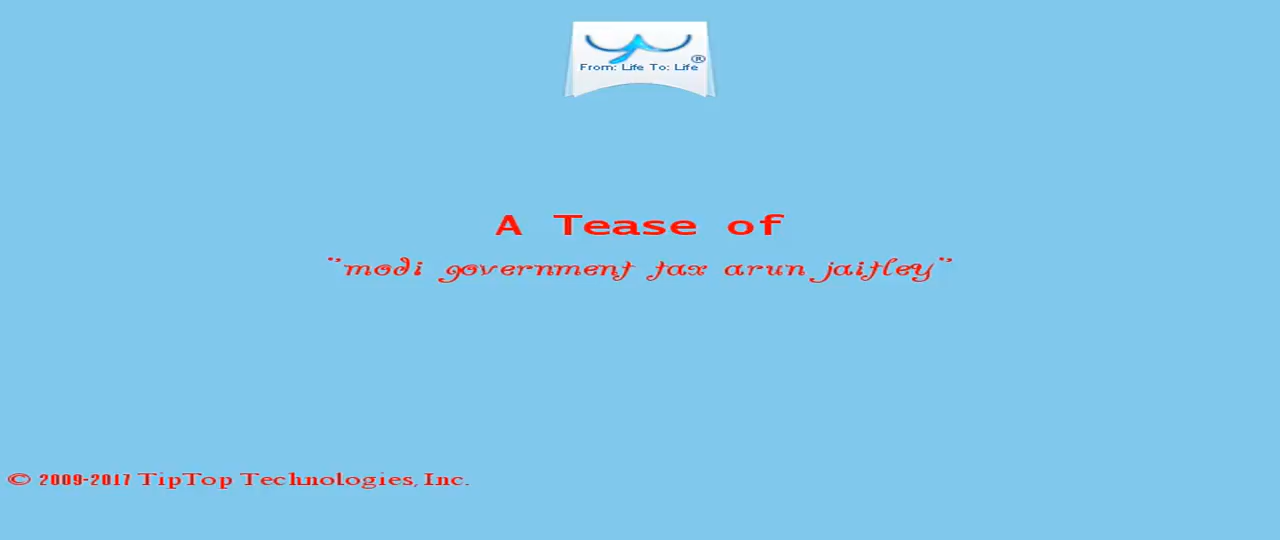 From: Life To: Life®
A Tease of
"modi government tax arun jaitley"
© 2009-2017 TipTop Technologies, Inc.